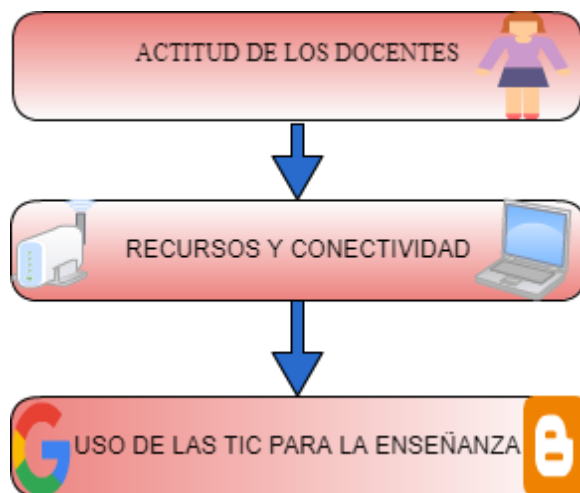 ACTITUD DE LOS DOCENTES
RECURSOS Y CONECTIVIDAD
USO DE LAS TIC PARA LA ENSEÑANZA